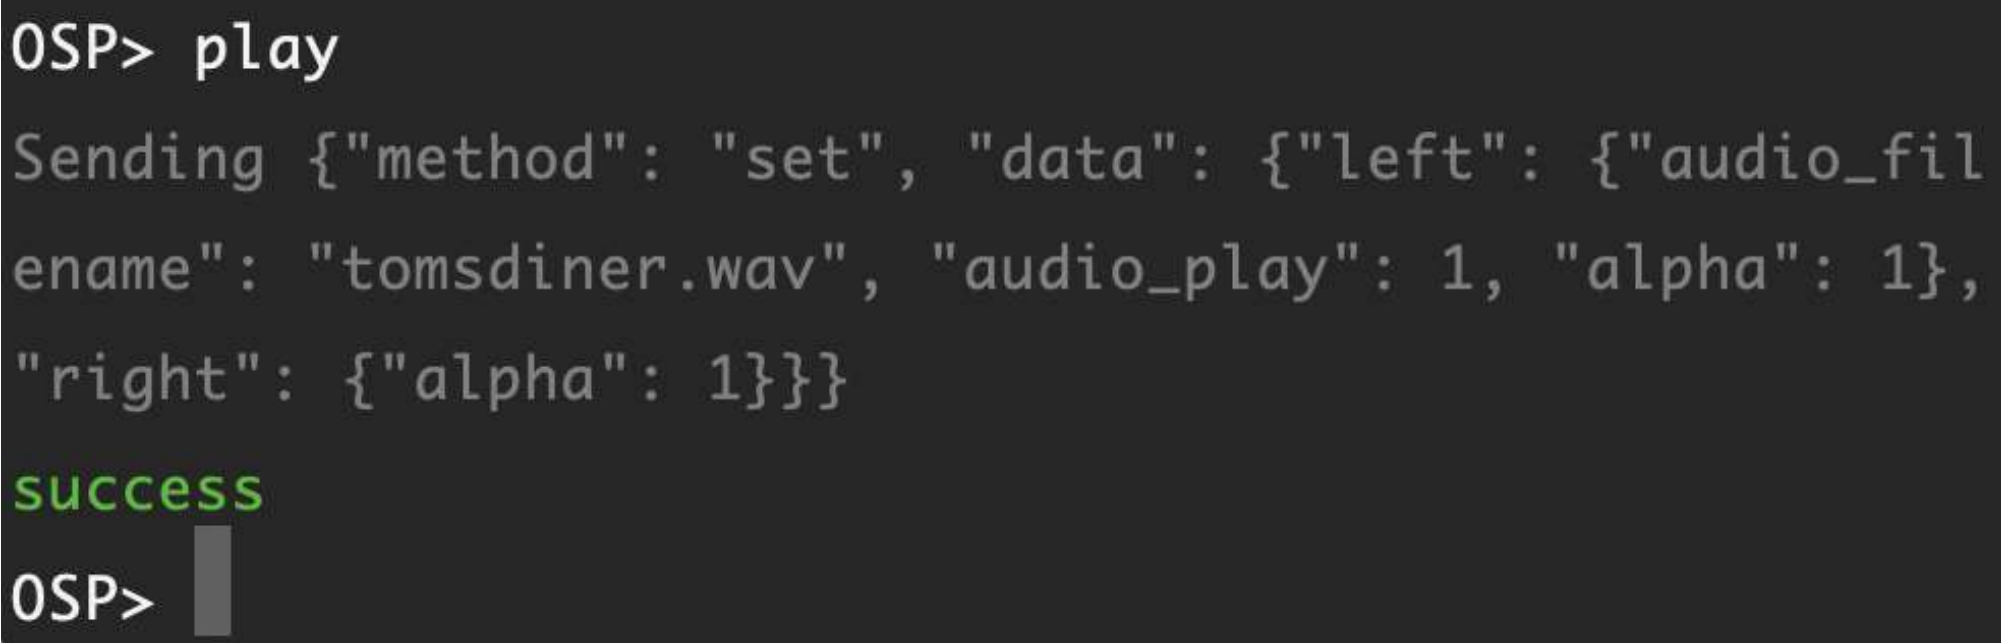 OSP> play
Sending {"method": "set", "data": {"left": {"audio_fil
ename": "tomsdiner.wav", "audio_play": 1, "alpha": 1},
"right": {"alpha": 1}}}
success
OSP>